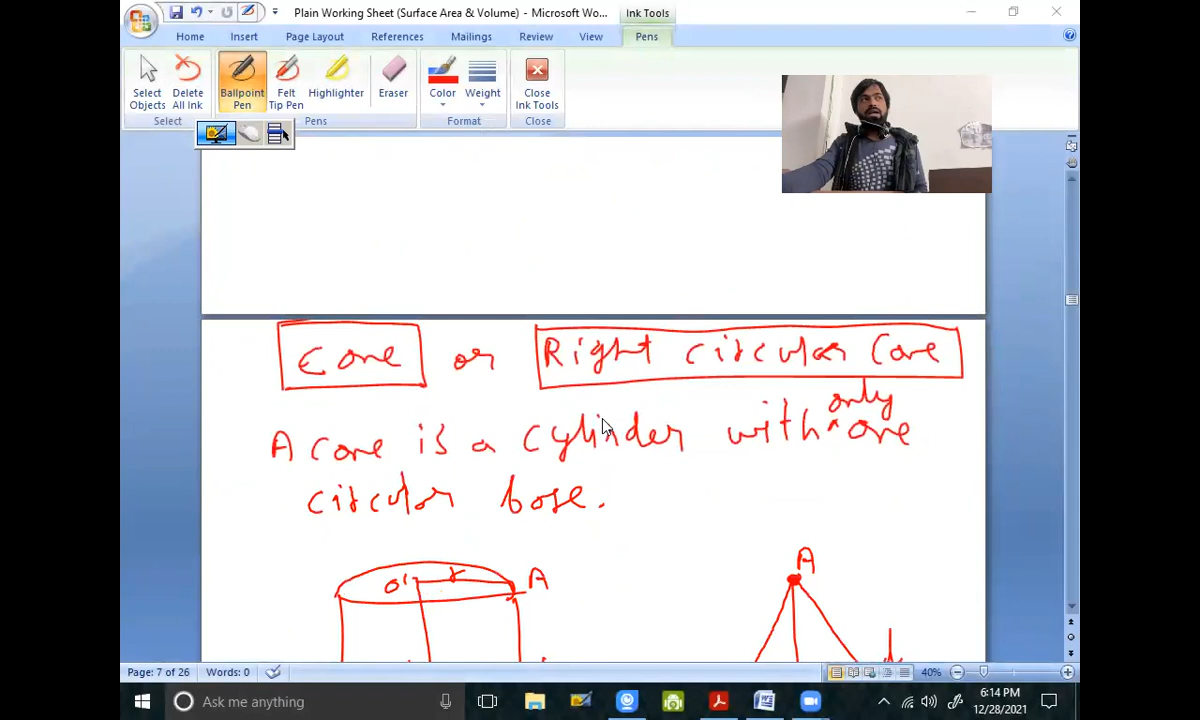 Plain Working Sheet (Surface Area & Volume) - Microsoft Wo...
Ink Tools
Home Insert Page Layout References Mailings Review View Pens
Select Objects
Delete All Ink
Ballpoint Pen
Felt Tip Pen
Highlighter
Eraser
Color
Weight
Close Ink Tools
Select Pens Format Close
Cone or Right circular Cone
only
A cone is a cylinder with ‸ one
circular base.
O' r A
A
Page: 7 of 26 Words: 0 40%
Ask me anything
6:14 PM
12/28/2021